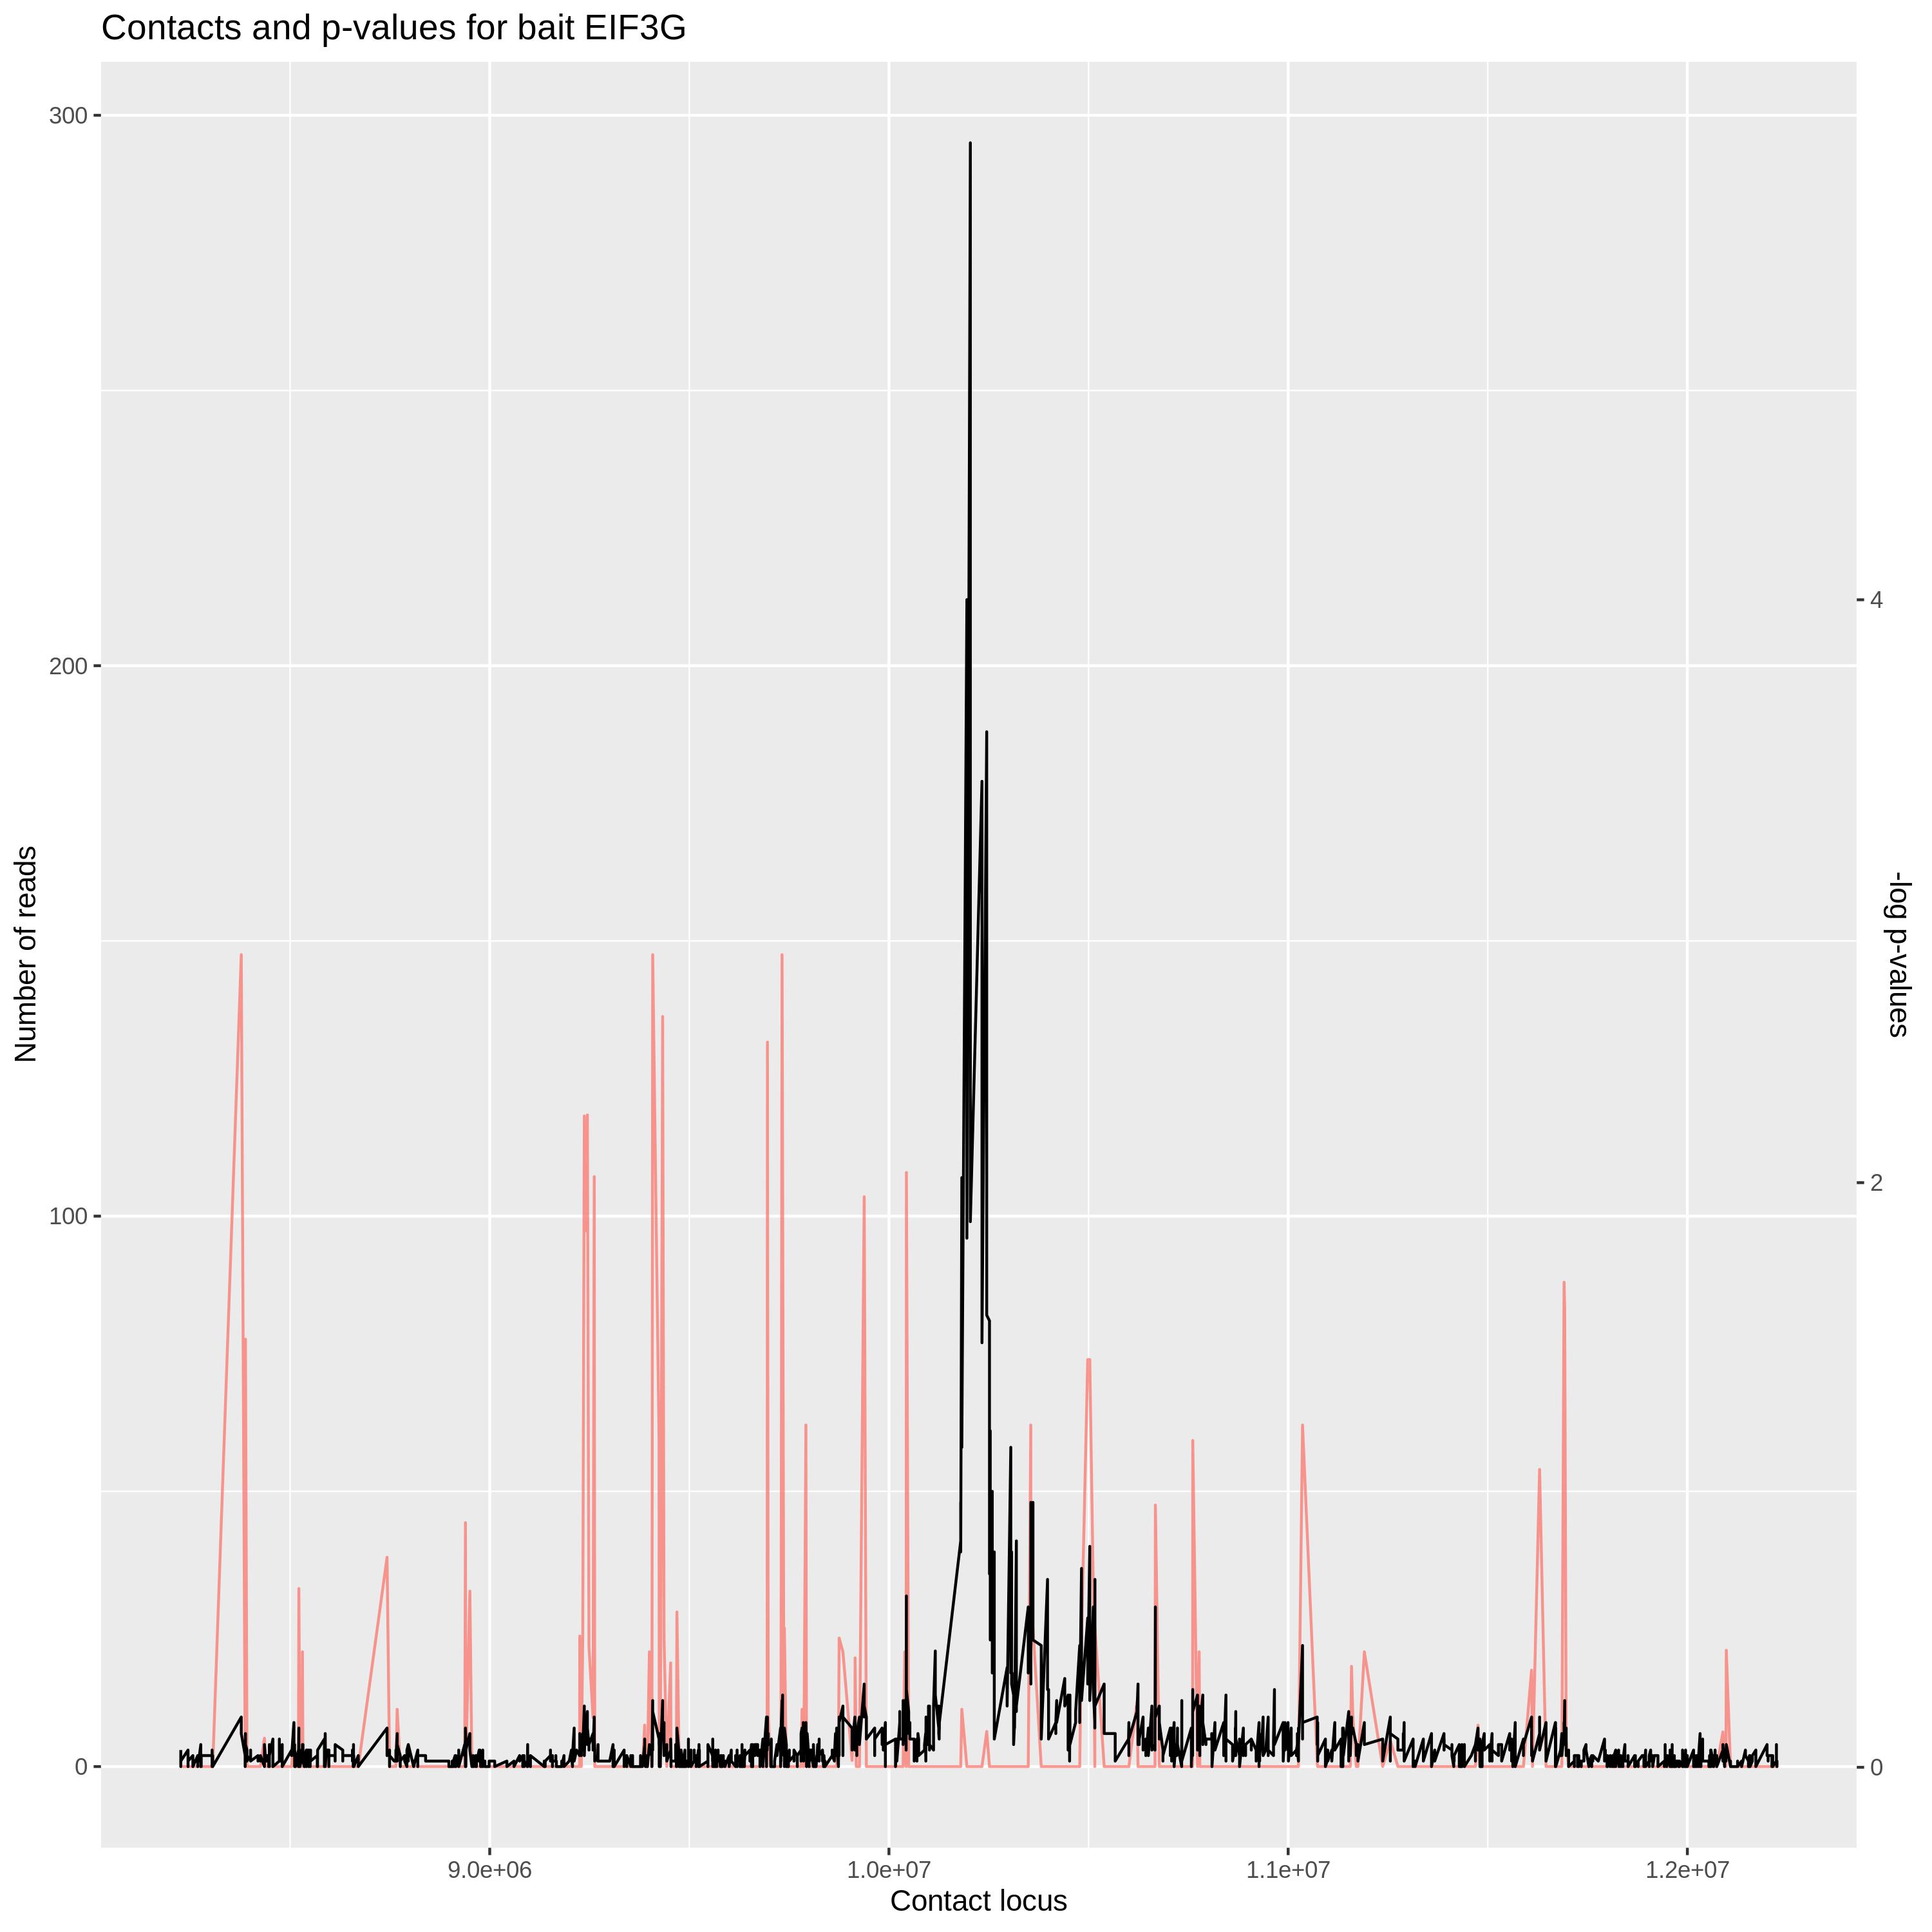 Contacts and p-values for bait EIF3G
300
200
100
0
Number of reads
4
2
0
-log p-values
9.0e+06
1.0e+07
1.1e+07
1.2e+07
Contact locus